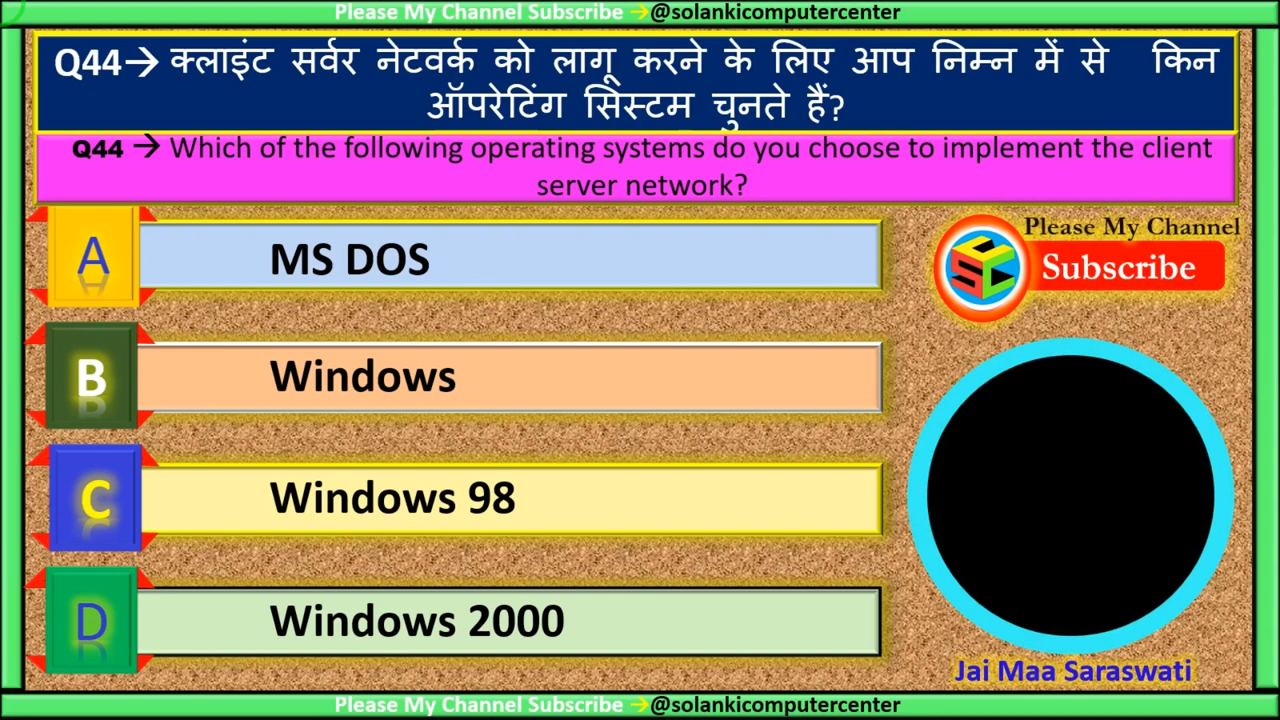 Please My Channel Subscribe →@solankicomputercenter
Q44→ क्लाइंट सर्वर नेटवर्क को लागू करने के लिए आप निम्न में से किन
ऑपरेटिंग सिस्टम चुनते हैं?
Q44 → Which of the following operating systems do you choose to implement the client
server network?
A MS DOS
Please My Channel
Subscribe
B Windows
C Windows 98
D Windows 2000
Jai Maa Saraswati
Please My Channel Subscribe →@solankicomputercenter